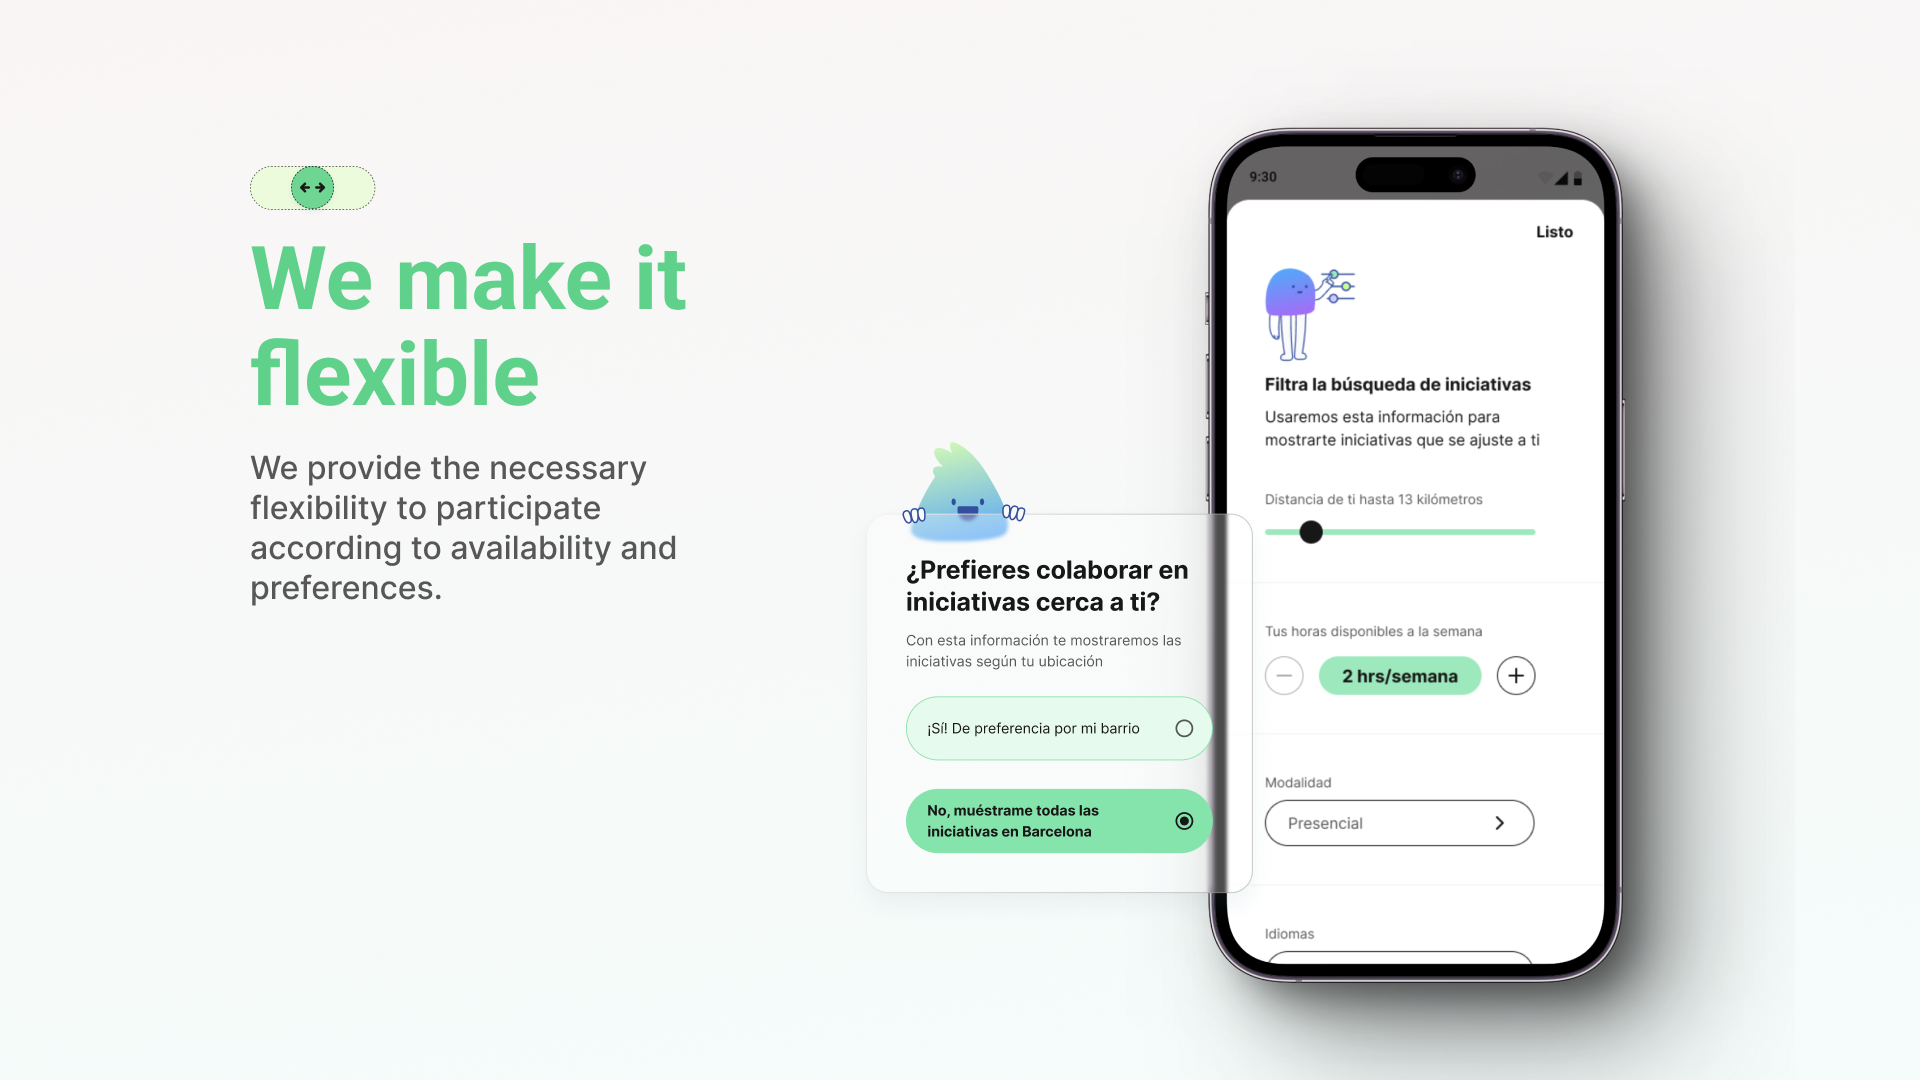 We make it
flexible
We provide the necessary
flexibility to participate
according to availability and
preferences.
¿Prefieres colaborar en
iniciativas cerca a ti?
Con esta información te mostraremos las
iniciativas según tu ubicación
¡Sí! De preferencia por mi barrio
No, muéstrame todas las
iniciativas en Barcelona
9:30
Listo
Filtra la búsqueda de iniciativas
Usaremos esta información para
mostrarte iniciativas que se ajuste a ti
Distancia de ti hasta 13 kilómetros
Tus horas disponibles a la semana
2 hrs/semana
Modalidad
Presencial
Idiomas